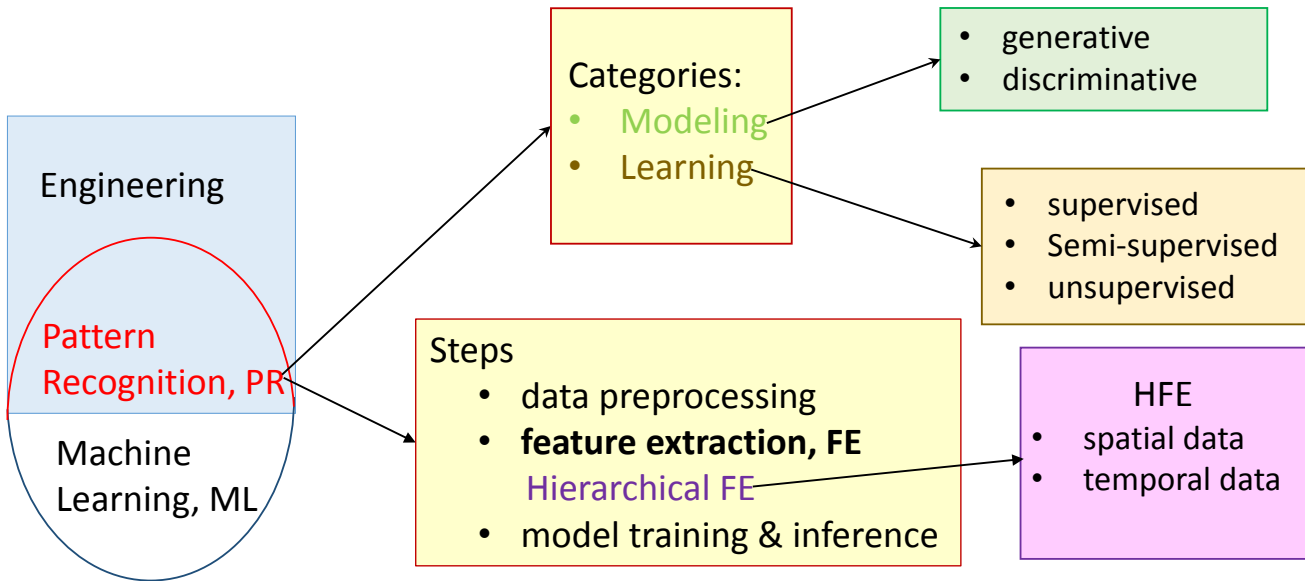 Engineering
Pattern
Recognition, PR
Machine
Learning, ML
Categories:
• Modeling
• Learning
• generative
• discriminative
• supervised
• Semi-supervised
• unsupervised
Steps
• data preprocessing
• feature extraction, FE
Hierarchical FE
• model training & inference
HFE
• spatial data
• temporal data